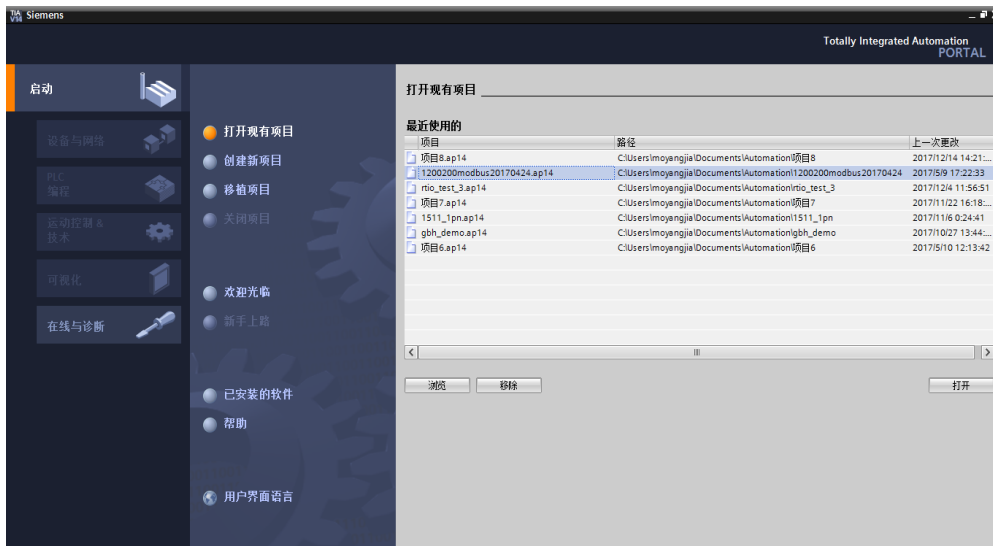 TIA V14 Siemens
Totally Integrated Automation
PORTAL
启动
设备与网络
PLC
编程
运动控制 &
技术
可视化
在线与诊断
打开现有项目
创建新项目
移植项目
关闭项目
欢迎光临
新手上路
已安装的软件
帮助
用户界面语言
打开现有项目
最近使用的
项目 路径 上一次更改
项目8.ap14 C:\Users\moyangjia\Documents\Automation\项目8 2017/12/14 14:21:...
1200200modbus20170424.ap14 C:\Users\moyangjia\Documents\Automation\1200200modbus20170424 2017/5/9 17:22:33
rtio_test_3.ap14 C:\Users\moyangjia\Documents\Automation\rtio_test_3 2017/12/4 11:56:51
项目7.ap14 C:\Users\moyangjia\Documents\Automation\项目7 2017/11/22 16:18:...
1511_1pn.ap14 C:\Users\moyangjia\Documents\Automation\1511_1pn 2017/11/6 0:24:41
gbh_demo.ap14 C:\Users\moyangjia\Documents\Automation\gbh_demo 2017/10/27 13:44:...
项目6.ap14 C:\Users\moyangjia\Documents\Automation\项目6 2017/5/10 12:13:42
浏览 移除 打开